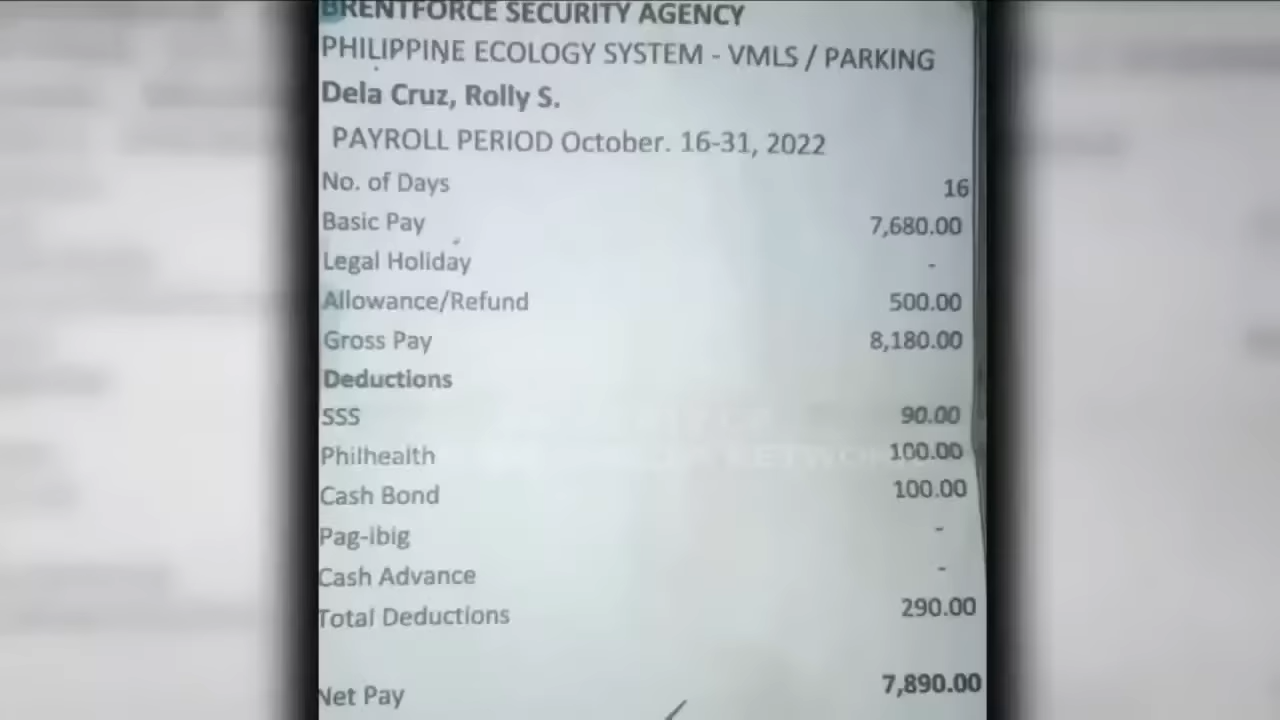 BRENTFORCE SECURITY AGENCY
PHILIPPINE ECOLOGY SYSTEM - VMLS / PARKING
Dela Cruz, Rolly S.
PAYROLL PERIOD October. 16-31, 2022
No. of Days 16
Basic Pay 7,680.00
Legal Holiday -
Allowance/Refund 500.00
Gross Pay 8,180.00
Deductions
SSS 90.00
Philhealth 100.00
Cash Bond 100.00
Pag-ibig -
Cash Advance -
Total Deductions 290.00
Net Pay 7,890.00